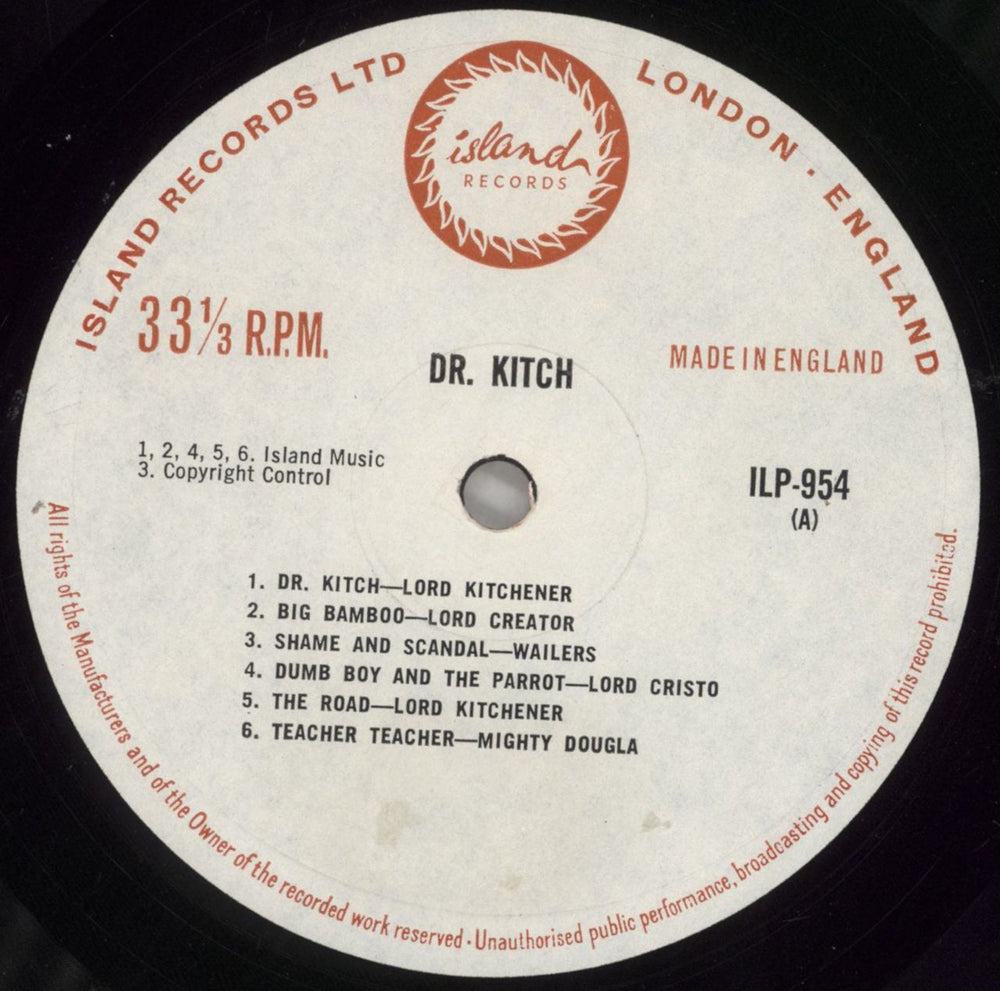 ISLAND RECORDS LTD
LONDON · ENGLAND
island
RECORDS
33⅓ R.P.M.
DR. KITCH
MADE IN ENGLAND
1, 2, 4, 5, 6. Island Music
3. Copyright Control
ILP-954
(A)
1. DR. KITCH—LORD KITCHENER
2. BIG BAMBOO—LORD CREATOR
3. SHAME AND SCANDAL—WAILERS
4. DUMB BOY AND THE PARROT—LORD CRISTO
5. THE ROAD—LORD KITCHENER
6. TEACHER TEACHER—MIGHTY DOUGLA
All rights of the Manufacturers and of the Owner of the recorded work reserved · Unauthorised public performance, broadcasting and copying of this record prohibited.